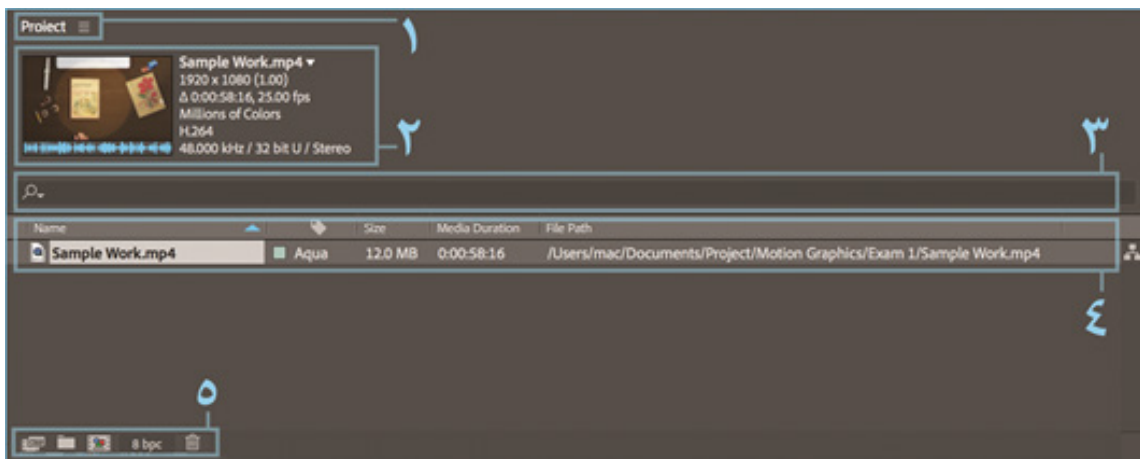 Project
١
Sample Work.mp4
1920 x 1080 (1.00)
Δ 0:00:58:16, 25.00 fps
Millions of Colors
H.264
48.000 kHz / 32 bit U / Stereo
٢
٣
Name Size Media Duration File Path
Sample Work.mp4 Aqua 12.0 MB 0:00:58:16 /Users/mac/Documents/Project/Motion Graphics/Exam 1/Sample Work.mp4
٤
٥
8 bpc